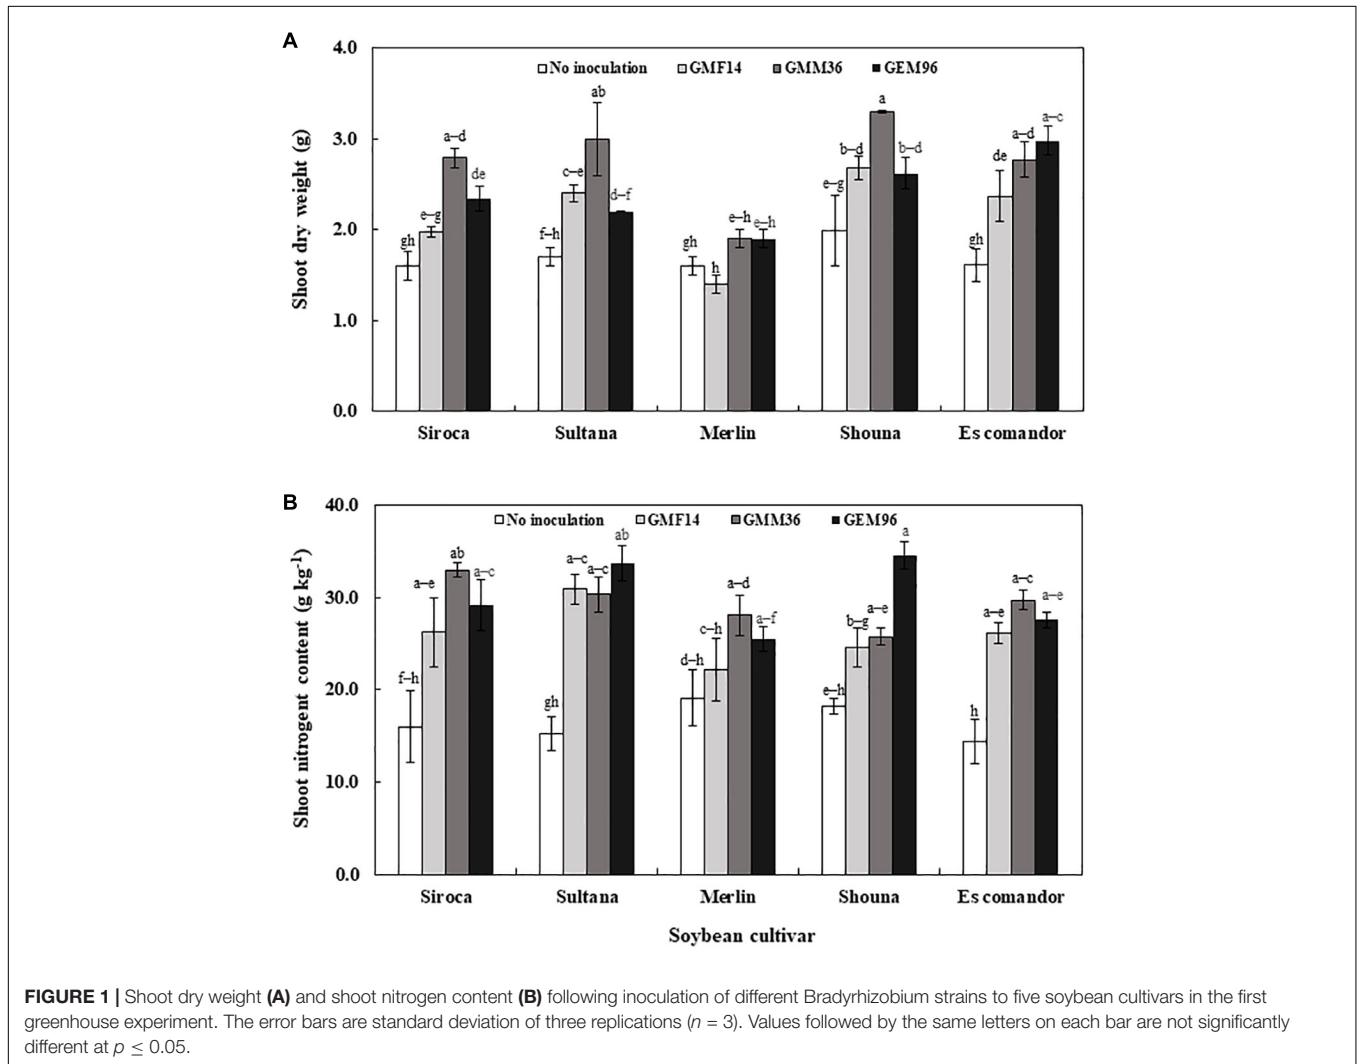 A
4.0
No inoculation GMF14 GMM36 GEM96
a
ab
a–c
a–d a–d
3.0
b–d b–d
de
c–e
de
e–g
d–f
e–g
2.0
f–h
e–h e–h
gh gh gh
h
1.0
0.0
Shoot dry weight (g)
Siroca Sultana Merlin Shouna Es comandor
B
40.0
No inoculation GMF14 GMM36 GEM96
ab a
ab
a–c a–c a–c
a–e
a–d a–c
a–e
30.0
a–e
a–e
b–g
a–f
c–h
d–h
f–h
20.0
e–h
gh
h
10.0
0.0
Shoot nitrogent content (g kg-1)
Siroca Sultana Merlin Shouna Es comandor
Soybean cultivar
FIGURE 1 | Shoot dry weight (A) and shoot nitrogen content (B) following inoculation of different Bradyrhizobium strains to five soybean cultivars in the first
greenhouse experiment. The error bars are standard deviation of three replications (n = 3). Values followed by the same letters on each bar are not significantly
different at p ≤ 0.05.